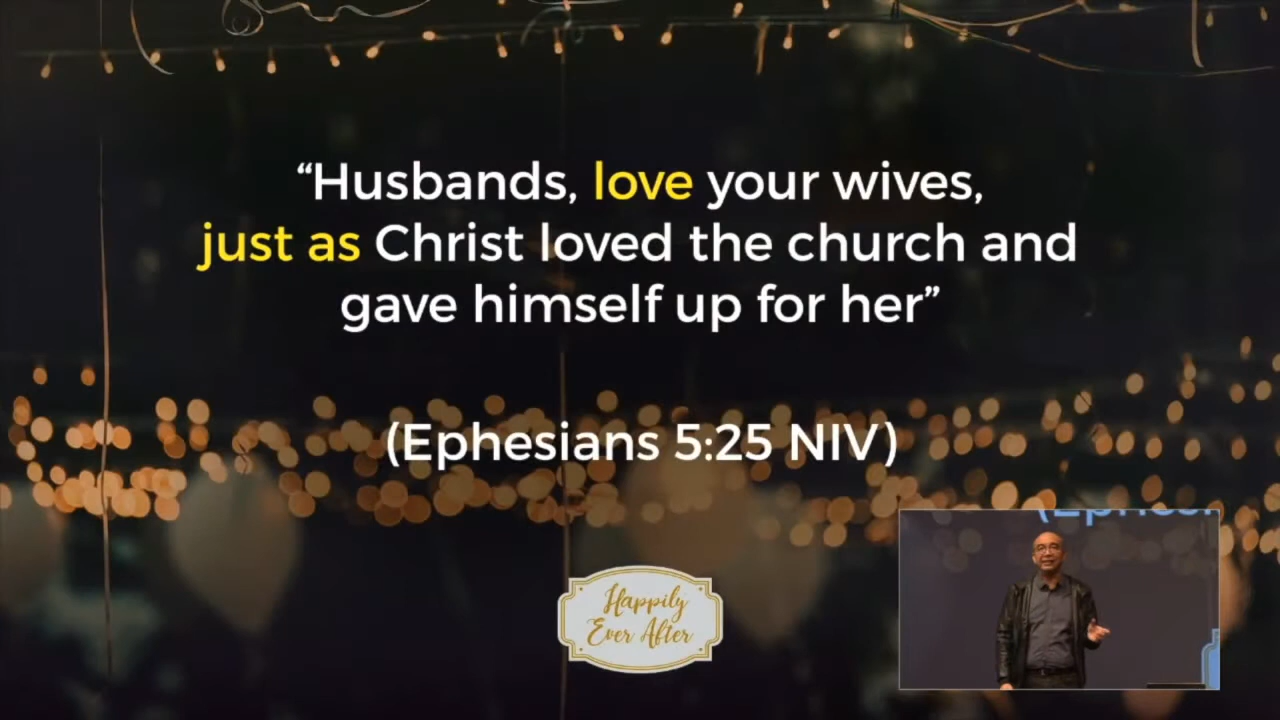 “Husbands, love your wives,
just as Christ loved the church and
gave himself up for her”
(Ephesians 5:25 NIV)
Happily
Ever After